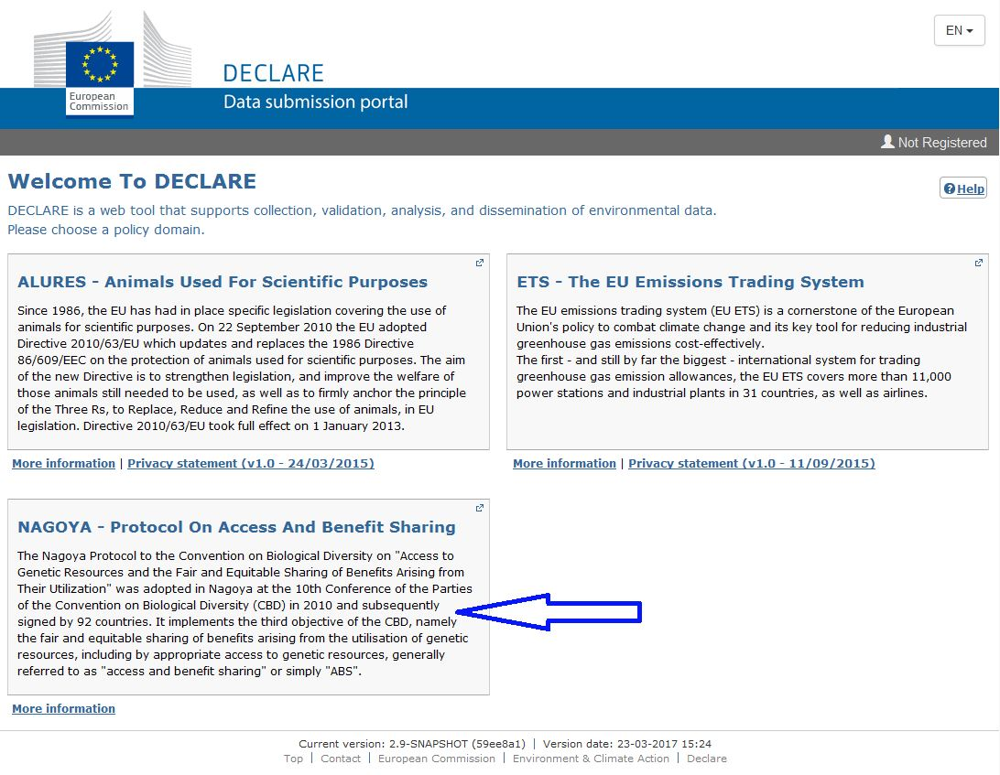 EN
European
Commission
DECLARE
Data submission portal
Not Registered
Welcome To DECLARE
Help
DECLARE is a web tool that supports collection, validation, analysis, and dissemination of environmental data.
Please choose a policy domain.
ALURES - Animals Used For Scientific Purposes
Since 1986, the EU has had in place specific legislation covering the use of
animals for scientific purposes. On 22 September 2010 the EU adopted
Directive 2010/63/EU which updates and replaces the 1986 Directive
86/609/EEC on the protection of animals used for scientific purposes. The aim
of the new Directive is to strengthen legislation, and improve the welfare of
those animals still needed to be used, as well as to firmly anchor the principle
of the Three Rs, to Replace, Reduce and Refine the use of animals, in EU
legislation. Directive 2010/63/EU took full effect on 1 January 2013.
More information | Privacy statement (v1.0 - 24/03/2015)
ETS - The EU Emissions Trading System
The EU emissions trading system (EU ETS) is a cornerstone of the European
Union's policy to combat climate change and its key tool for reducing industrial
greenhouse gas emissions cost-effectively.
The first - and still by far the biggest - international system for trading
greenhouse gas emission allowances, the EU ETS covers more than 11,000
power stations and industrial plants in 31 countries, as well as airlines.
More information | Privacy statement (v1.0 - 11/09/2015)
NAGOYA - Protocol On Access And Benefit Sharing
The Nagoya Protocol to the Convention on Biological Diversity on "Access to
Genetic Resources and the Fair and Equitable Sharing of Benefits Arising from
Their Utilization" was adopted in Nagoya at the 10th Conference of the Parties
of the Convention on Biological Diversity (CBD) in 2010 and subsequently
signed by 92 countries. It implements the third objective of the CBD, namely
the fair and equitable sharing of benefits arising from the utilisation of genetic
resources, including by appropriate access to genetic resources, generally
referred to as "access and benefit sharing" or simply "ABS".
More information
Current version: 2.9-SNAPSHOT (59ee8a1) | Version date: 23-03-2017 15:24
Top | Contact | European Commission | Environment & Climate Action | Declare